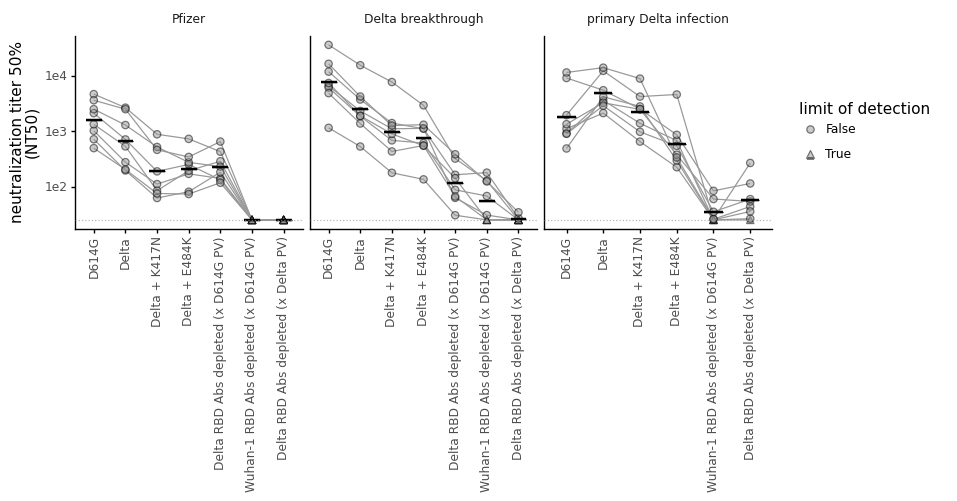 Pfizer
Delta breakthrough
primary Delta infection
neutralization titer 50%
(NT50)
1e4
1e3
1e2
limit of detection
False
True
D614G
Delta
Delta + K417N
Delta + E484K
Delta RBD Abs depleted (x D614G PV)
Wuhan-1 RBD Abs depleted (x D614G PV)
Delta RBD Abs depleted (x Delta PV)
D614G
Delta
Delta + K417N
Delta + E484K
Delta RBD Abs depleted (x D614G PV)
Wuhan-1 RBD Abs depleted (x D614G PV)
Delta RBD Abs depleted (x Delta PV)
D614G
Delta
Delta + K417N
Delta + E484K
Wuhan-1 RBD Abs depleted (x D614G PV)
Delta RBD Abs depleted (x Delta PV)